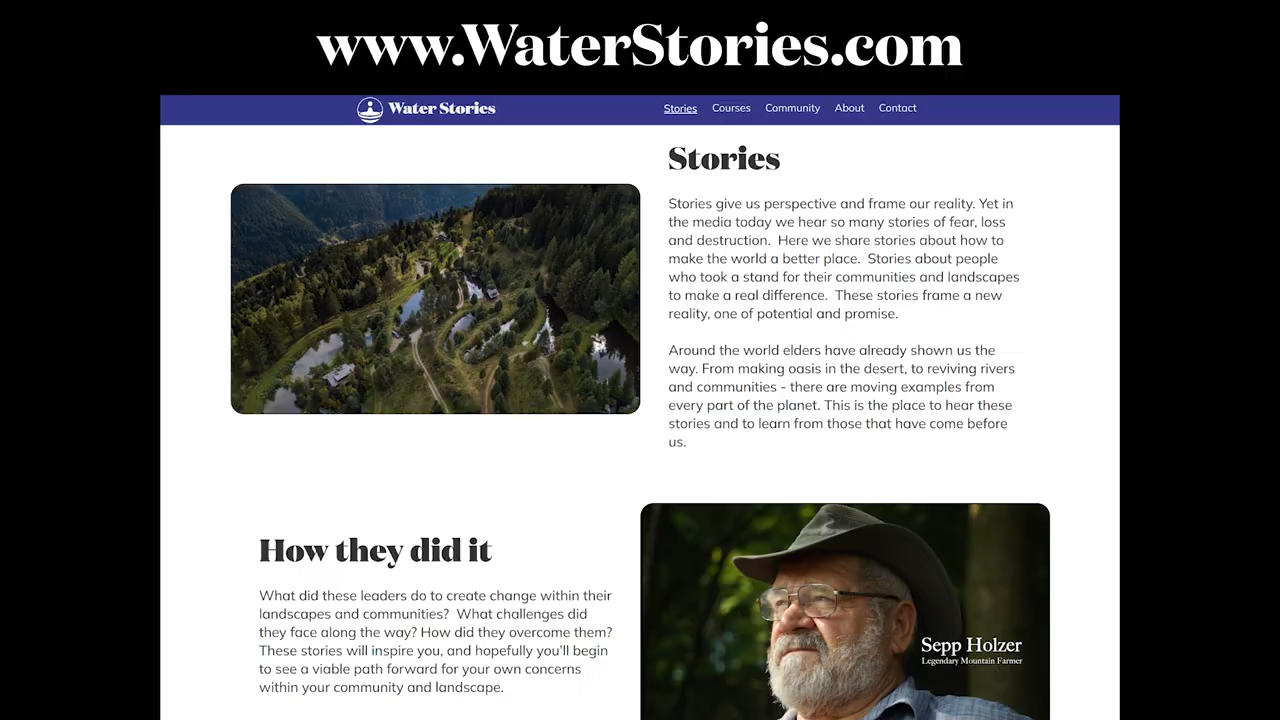 www.WaterStories.com
Water Stories
Stories
Courses
Community
About
Contact
Stories
Stories give us perspective and frame our reality. Yet in
the media today we hear so many stories of fear, loss
and destruction.  Here we share stories about how to
make the world a better place.  Stories about people
who took a stand for their communities and landscapes
to make a real difference.  These stories frame a new
reality, one of potential and promise.
Around the world elders have already shown us the
way. From making oasis in the desert, to reviving rivers
and communities - there are moving examples from
every part of the planet. This is the place to hear these
stories and to learn from those that have come before
us.
How they did it
What did these leaders do to create change within their
landscapes and communities?  What challenges did
they face along the way? How did they overcome them?
These stories will inspire you, and hopefully you'll begin
to see a viable path forward for your own concerns
within your community and landscape.
Sepp Holzer
Legendary Mountain Farmer